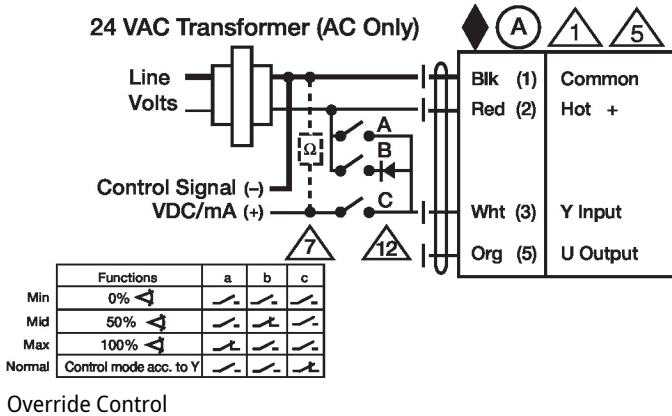 24 VAC Transformer (AC Only)
A
1
5
Line
Volts
Blk (1) Common
Red (2) Hot +
A
Ω
B
Control Signal (–)
VDC/mA (+)
C
Wht (3) Y Input
7
12
Org (5) U Output
Functions a b c
Min 0%
Mid 50%
Max 100%
Normal Control mode acc. to Y
Override Control